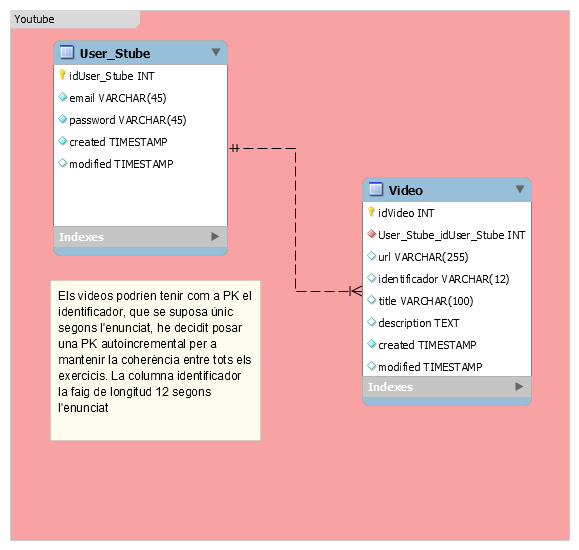 Youtube
User_Stube
idUser_Stube INT
email VARCHAR(45)
password VARCHAR(45)
created TIMESTAMP
modified TIMESTAMP
Indexes
Video
idVideo INT
User_Stube_idUser_Stube INT
url VARCHAR(255)
identificador VARCHAR(12)
title VARCHAR(100)
description TEXT
created TIMESTAMP
modified TIMESTAMP
Indexes
Els videos podríen tenir com a PK el
identificador, que se suposa únic
segons l'enunciat, he decidit posar
una PK autoincremental per a
mantenir la coherència entre tots els
exercicis. La columna identificador
la faig de longitud 12 segons
l'enunciat